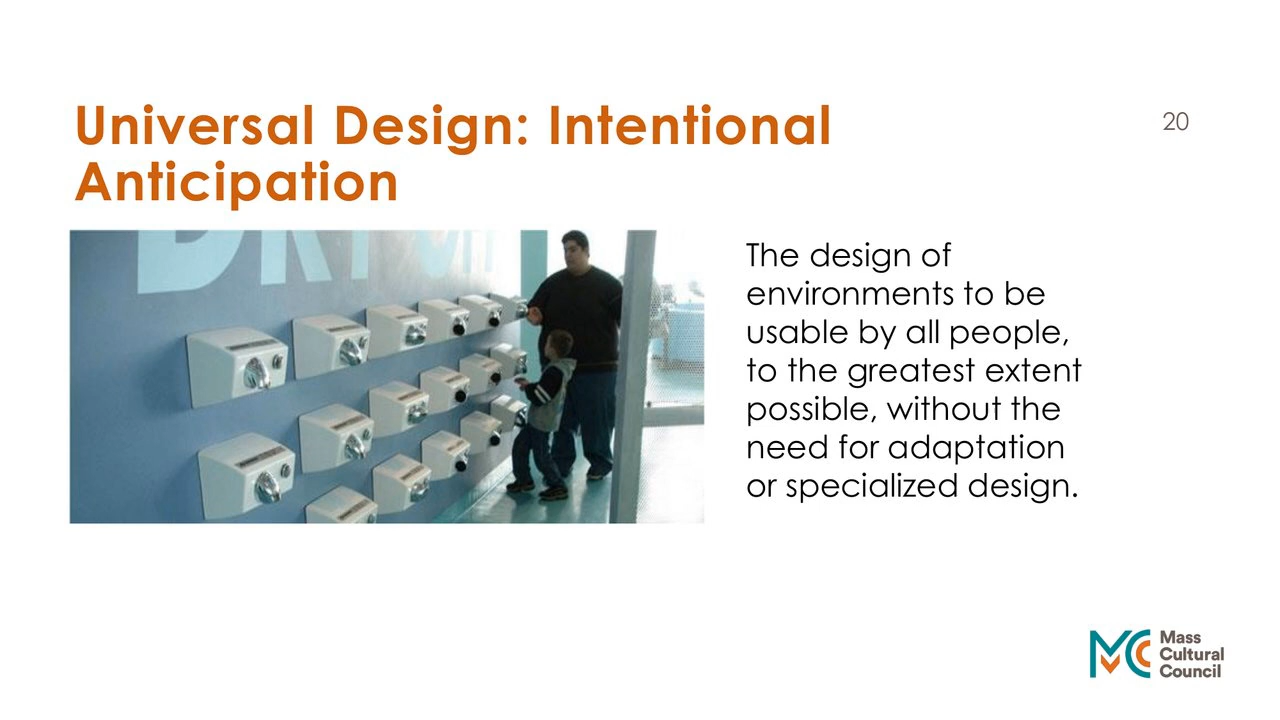 Universal Design: Intentional
Anticipation
20
The design of
environments to be
usable by all people,
to the greatest extent
possible, without the
need for adaptation
or specialized design.
Mass
Cultural
Council